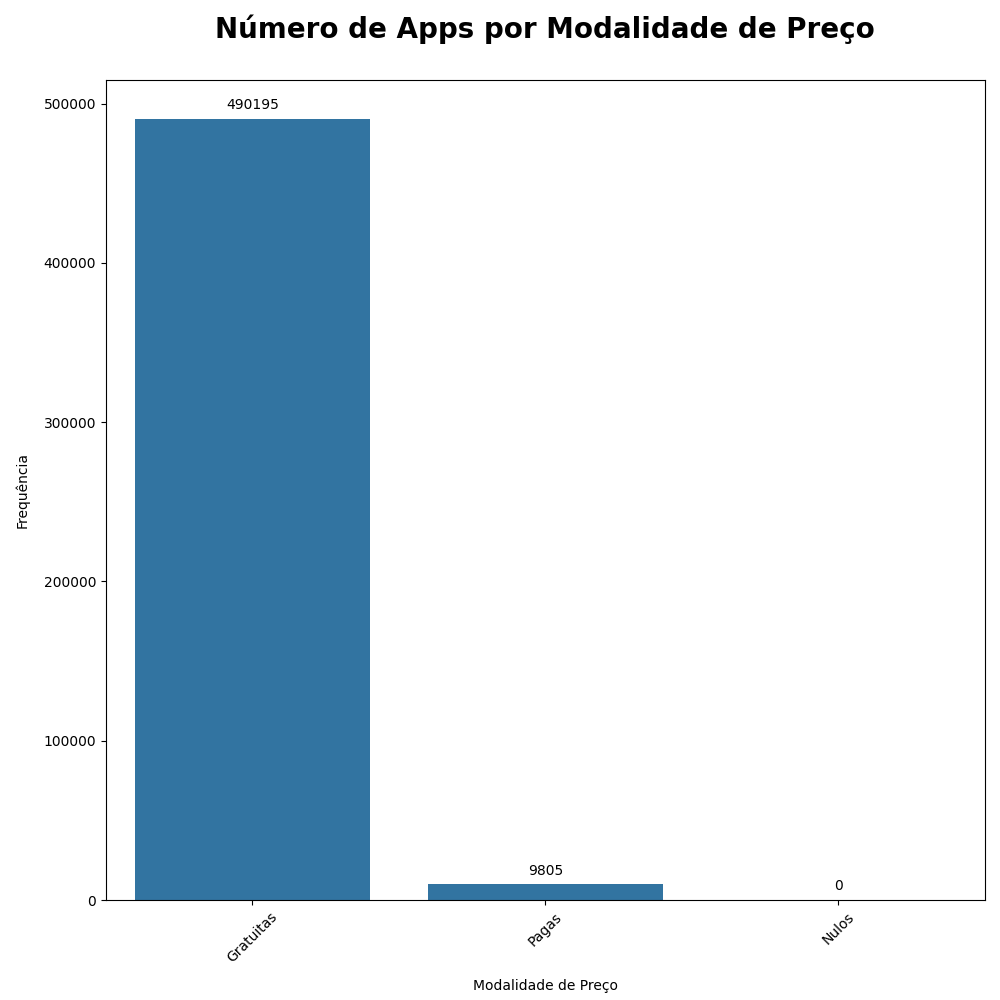 Número de Apps por Modalidade de Preço
500000
400000
300000
200000
100000
0
Frequência
490195
9805
0
Gratuitas
Pagas
Nulos
Modalidade de Preço